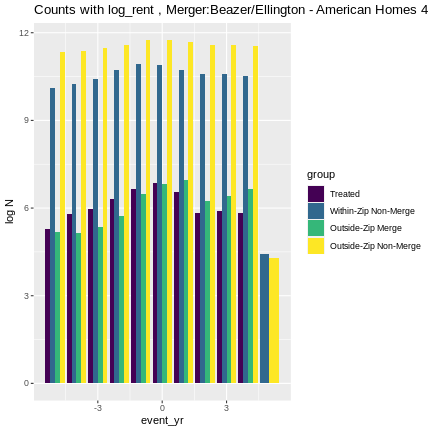 Counts with log_rent , Merger:Beazer/Ellington - American Homes 4
log N
12
9
6
3
0
-3
0
3
event_yr
group
Treated
Within-Zip Non-Merge
Outside-Zip Merge
Outside-Zip Non-Merge